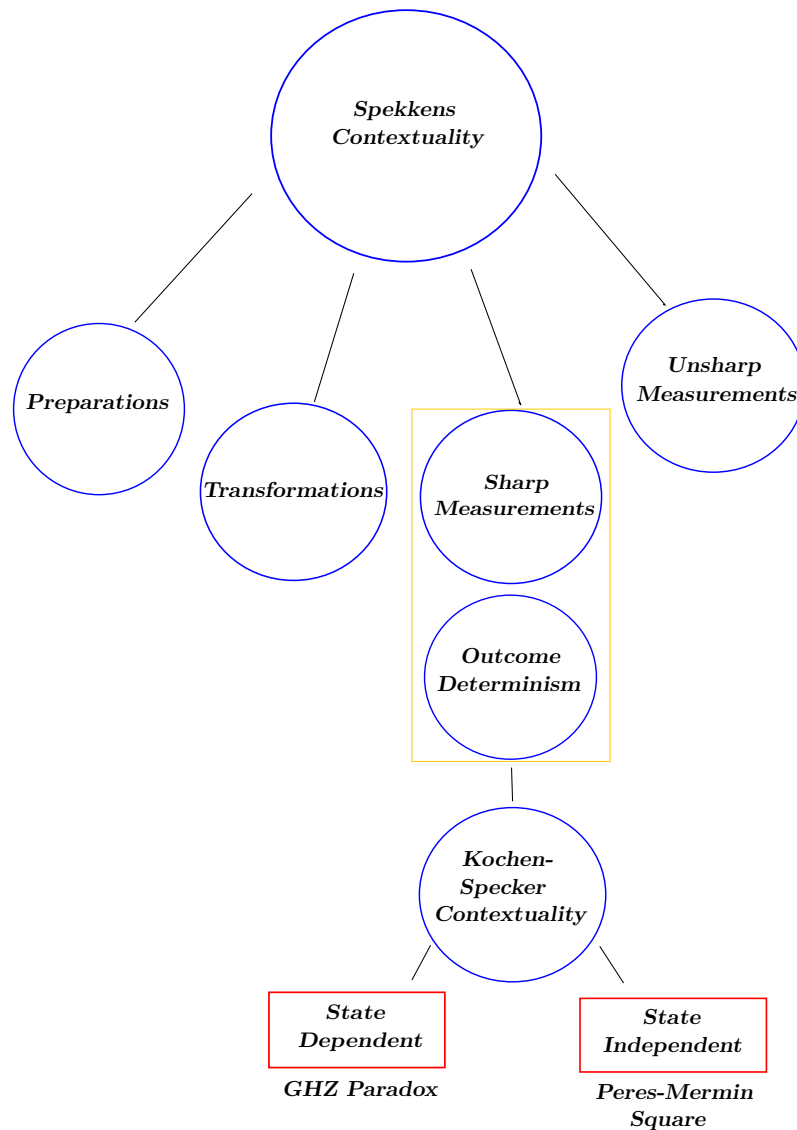 Spekkens
Contextuality
Preparations
Transformations
Sharp
Measurements
Unsharp
Measurements
Outcome
Determinism
Kochen-
Specker
Contextuality
State
Dependent
GHZ Paradox
State
Independent
Peres-Mermin
Square